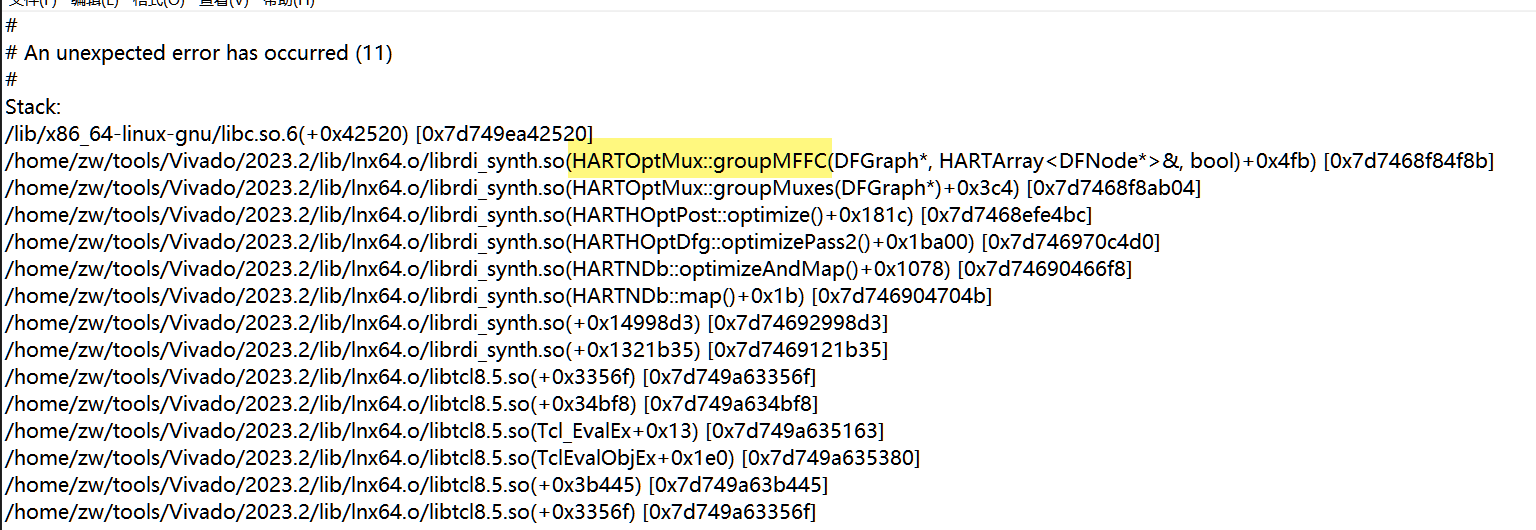 文件(F) 编辑(E) 格式(O) 查看(V) 帮助(H)
#
# An unexpected error has occurred (11)
#
Stack:
/lib/x86_64-linux-gnu/libc.so.6(+0x42520) [0x7d749ea42520]
/home/zw/tools/Vivado/2023.2/lib/lnx64.o/librdi_synth.so(HARTOptMux::groupMFFC(DFGraph*, HARTArray<DFNode*>&, bool)+0x4fb) [0x7d7468f84f8b]
/home/zw/tools/Vivado/2023.2/lib/lnx64.o/librdi_synth.so(HARTOptMux::groupMuxes(DFGraph*)+0x3c4) [0x7d7468f8ab04]
/home/zw/tools/Vivado/2023.2/lib/lnx64.o/librdi_synth.so(HARTHOptPost::optimize()+0x181c) [0x7d7468efe4bc]
/home/zw/tools/Vivado/2023.2/lib/lnx64.o/librdi_synth.so(HARTHOptDfg::optimizePass2()+0x1ba00) [0x7d746970c4d0]
/home/zw/tools/Vivado/2023.2/lib/lnx64.o/librdi_synth.so(HARTNDb::optimizeAndMap()+0x1078) [0x7d74690466f8]
/home/zw/tools/Vivado/2023.2/lib/lnx64.o/librdi_synth.so(HARTNDb::map()+0x1b) [0x7d746904704b]
/home/zw/tools/Vivado/2023.2/lib/lnx64.o/librdi_synth.so(+0x14998d3) [0x7d74692998d3]
/home/zw/tools/Vivado/2023.2/lib/lnx64.o/librdi_synth.so(+0x1321b35) [0x7d7469121b35]
/home/zw/tools/Vivado/2023.2/lib/lnx64.o/libtcl8.5.so(+0x3356f) [0x7d749a63356f]
/home/zw/tools/Vivado/2023.2/lib/lnx64.o/libtcl8.5.so(+0x34bf8) [0x7d749a634bf8]
/home/zw/tools/Vivado/2023.2/lib/lnx64.o/libtcl8.5.so(Tcl_EvalEx+0x13) [0x7d749a635163]
/home/zw/tools/Vivado/2023.2/lib/lnx64.o/libtcl8.5.so(TclEvalObjEx+0x1e0) [0x7d749a635380]
/home/zw/tools/Vivado/2023.2/lib/lnx64.o/libtcl8.5.so(+0x3b445) [0x7d749a63b445]
/home/zw/tools/Vivado/2023.2/lib/lnx64.o/libtcl8.5.so(+0x3356f) [0x7d749a63356f]